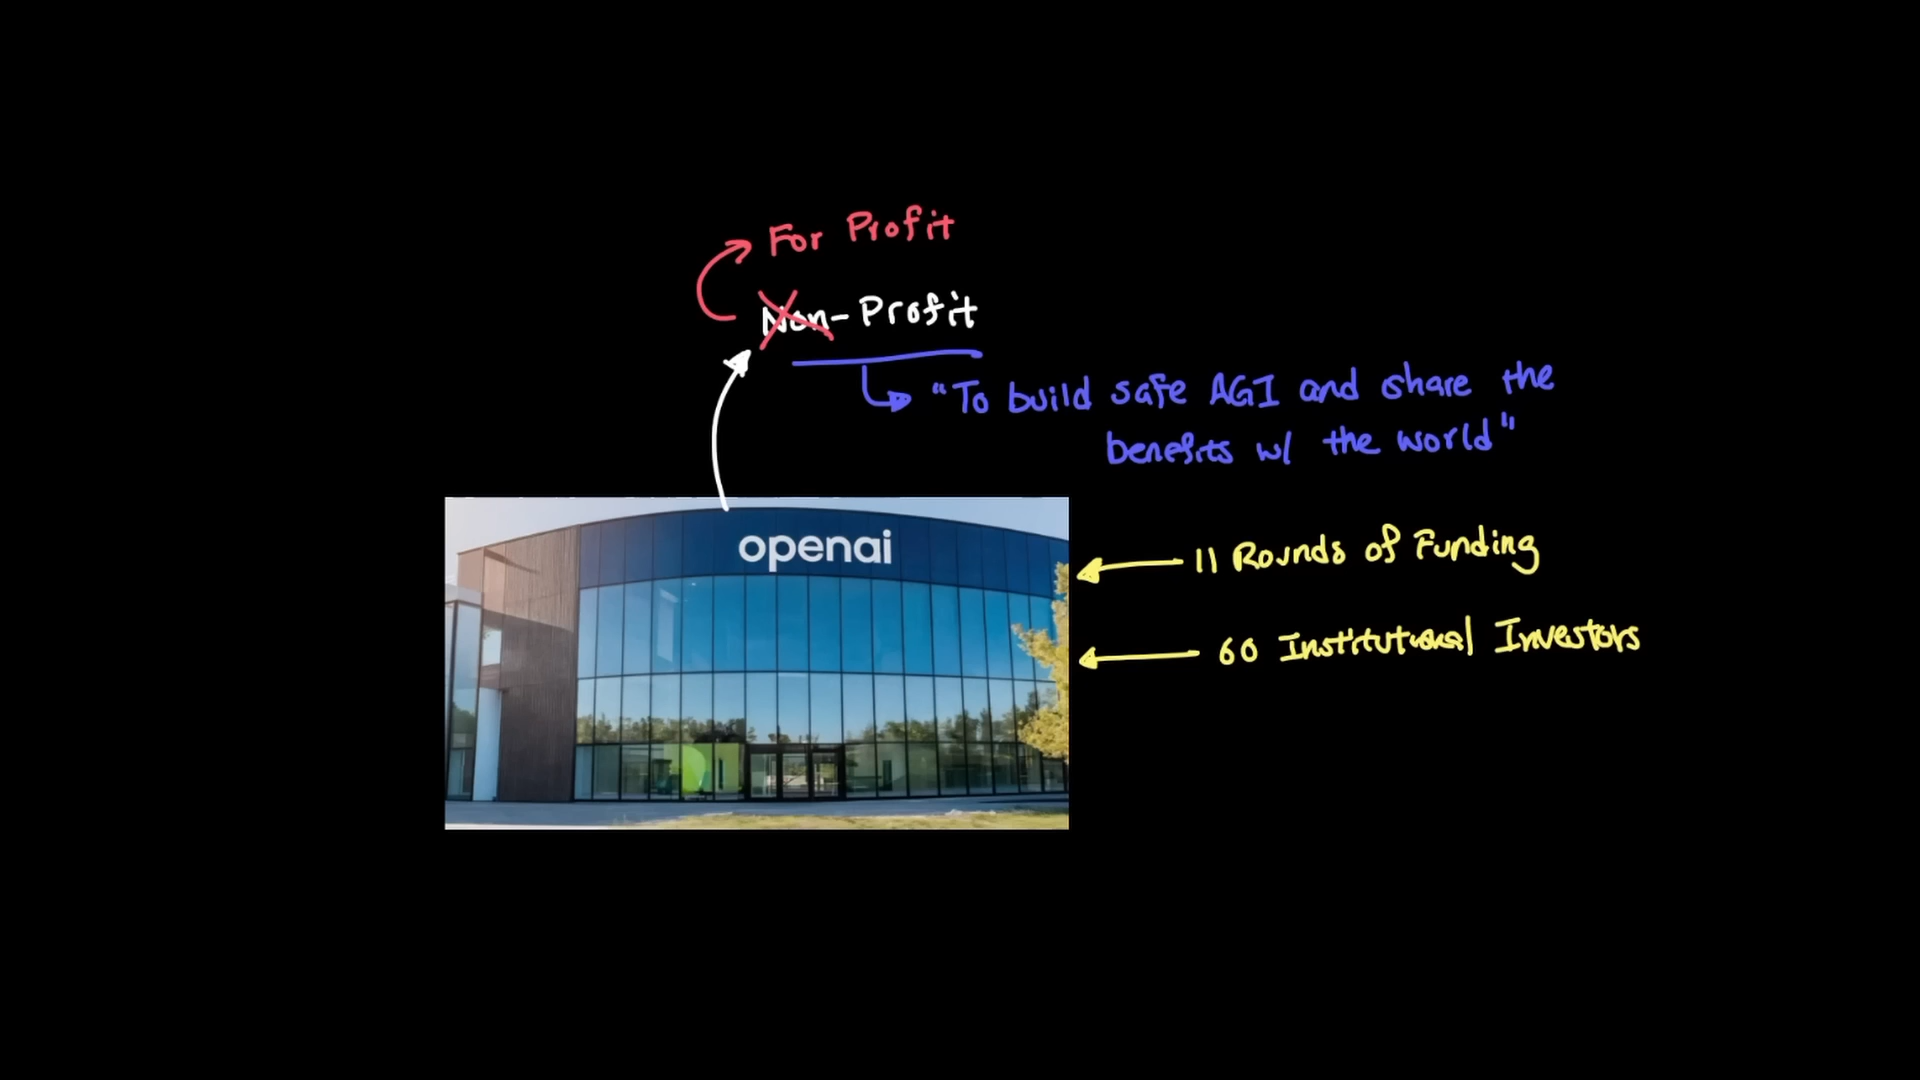 For Profit
Non-Profit
"To build safe AGI and share the
benefits w/ the world"
openai
11 Rounds of Funding
60 Institutional Investors